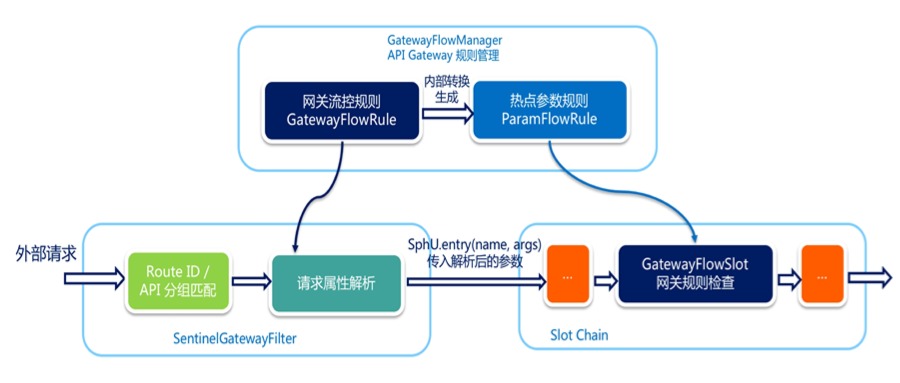 GatewayFlowManager
API Gateway 规则管理
网关流控规则
GatewayFlowRule
内部转换
生成
热点参数规则
ParamFlowRule
外部请求
Route ID /
API 分组匹配
请求属性解析
SentinelGatewayFilter
SphU.entry(name, args)
传入解析后的参数
...
GatewayFlowSlot
网关规则检查
...
Slot Chain